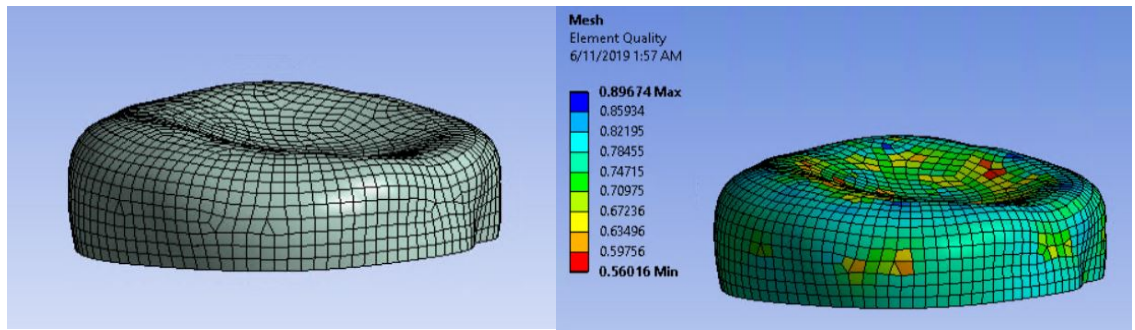 Mesh
Element Quality
6/11/2019 1:57 AM
0.89674 Max
0.85934
0.82195
0.78455
0.74715
0.70975
0.67236
0.63496
0.59756
0.56016 Min